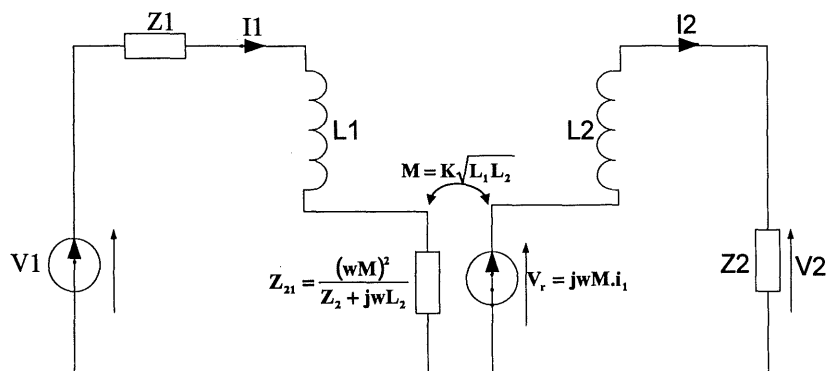 Z1
I1
I2
L1
L2
M = K√L₁L₂
V1
Z₂₁ = (wM)² / Z₂ + jwL₂
Vᵣ = jwM.i₁
Z2
V2